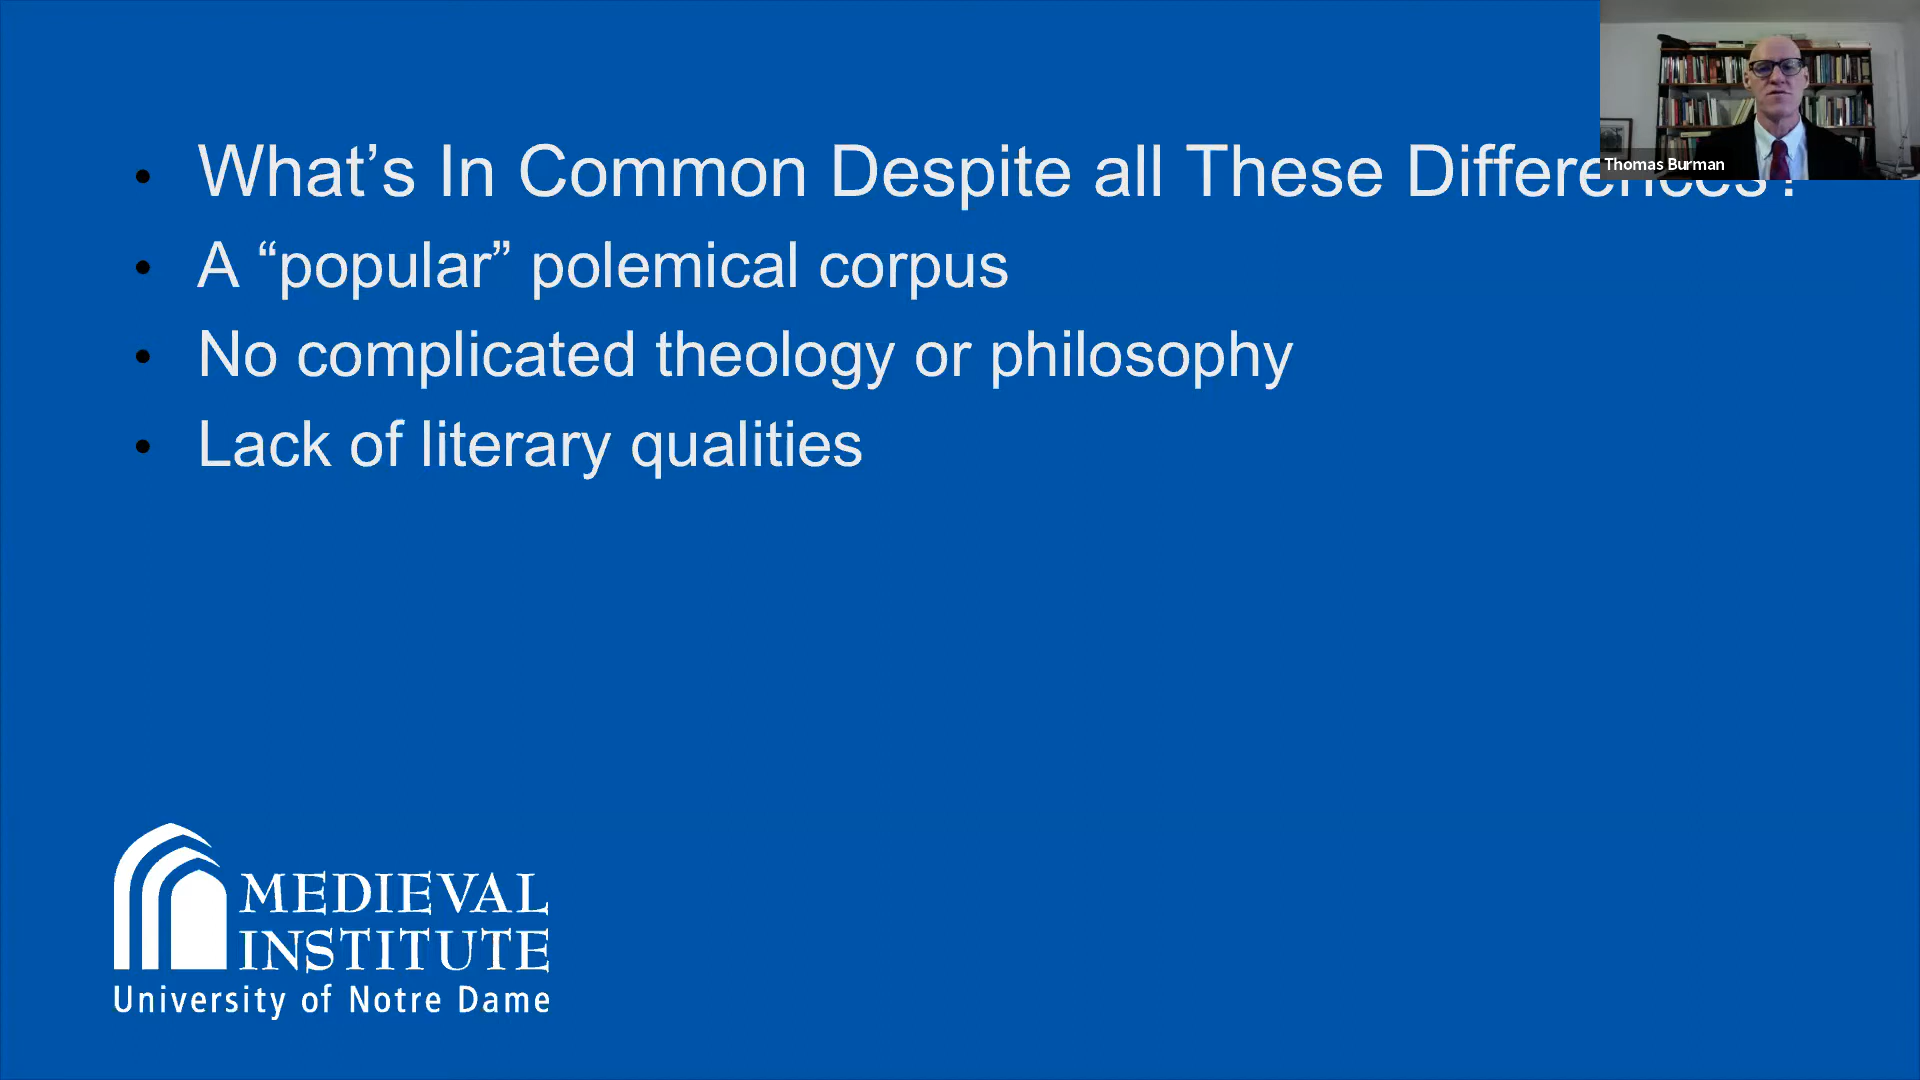 What’s In Common Despite all These Differences?
A “popular” polemical corpus
No complicated theology or philosophy
Lack of literary qualities
Thomas Burman
MEDIEVAL
INSTITUTE
University of Notre Dame